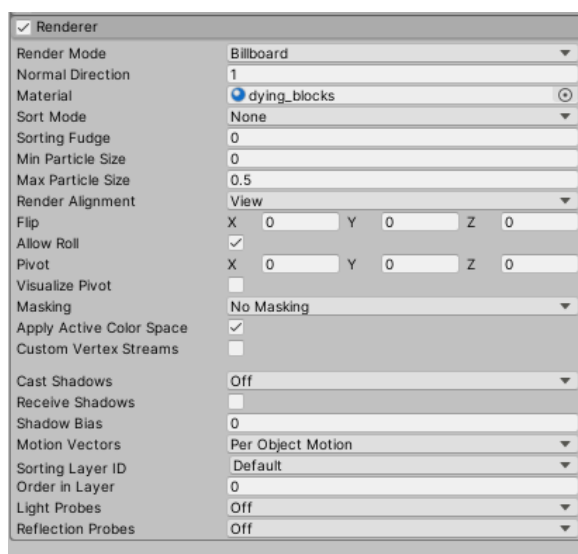 Renderer
Render Mode Billboard
Normal Direction 1
Material dying_blocks
Sort Mode None
Sorting Fudge 0
Min Particle Size 0
Max Particle Size 0.5
Render Alignment View
Flip X 0 Y 0 Z 0
Allow Roll
Pivot X 0 Y 0 Z 0
Visualize Pivot
Masking No Masking
Apply Active Color Space
Custom Vertex Streams
Cast Shadows Off
Receive Shadows
Shadow Bias 0
Motion Vectors Per Object Motion
Sorting Layer ID Default
Order in Layer 0
Light Probes Off
Reflection Probes Off